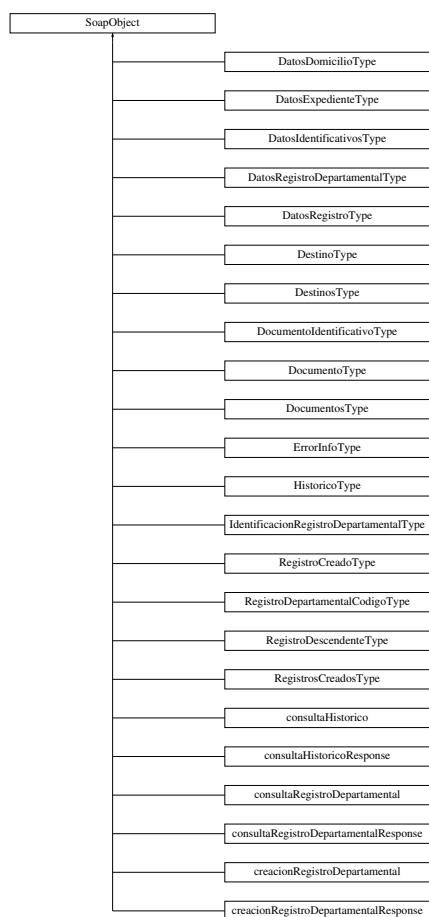 SoapObject
DatosDomicilioType
DatosExpedienteType
DatosIdentificativosType
DatosRegistroDepartamentalType
DatosRegistroType
DestinoType
DestinosType
DocumentoIdentificativoType
DocumentoType
DocumentosType
ErrorInfoType
HistoricoType
IdentificacionRegistroDepartamentalType
RegistroCreadoType
RegistroDepartamentalCodigoType
RegistroDescendenteType
RegistrosCreadosType
consultaHistorico
consultaHistoricoResponse
consultaRegistroDepartamental
consultaRegistroDepartamentalResponse
creacionRegistroDepartamental
creacionRegistroDepartamentalResponse